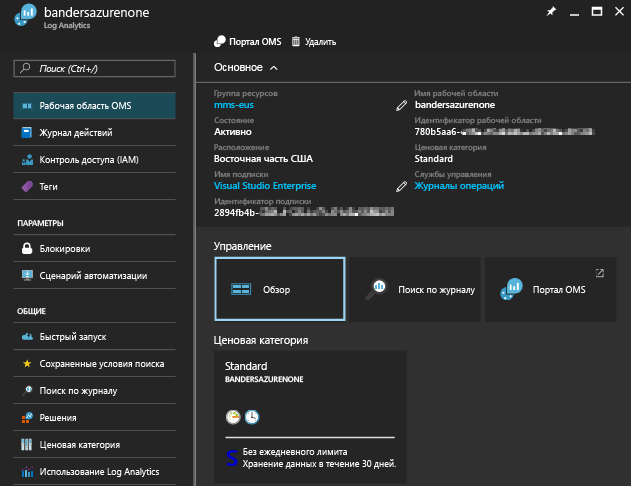 bandersazurenone
Log Analytics
Портал OMS Удалить
Поиск (Ctrl+/)
Рабочая область OMS
Журнал действий
Контроль доступа (IAM)
Теги
ПАРАМЕТРЫ
Блокировки
Сценарий автоматизации
ОБЩИЕ
Быстрый запуск
Сохраненные условия поиска
Поиск по журналу
Решения
Ценовая категория
Использование Log Analytics
Основное
Группа ресурсов
mms-eus
Состояние
Активно
Расположение
Восточная часть США
Имя подписки
Visual Studio Enterprise
Идентификатор подписки
2894fb4b-
Имя рабочей области
bandersazurenone
Идентификатор рабочей области
780b5aa6-
Ценовая категория
Standard
Службы управления
Журналы операций
Управление
Обзор
Поиск по журналу
Портал OMS
Ценовая категория
Standard
BANDERSAZURENONE
S
Без ежедневного лимита
Хранение данных в течение 30 дней.